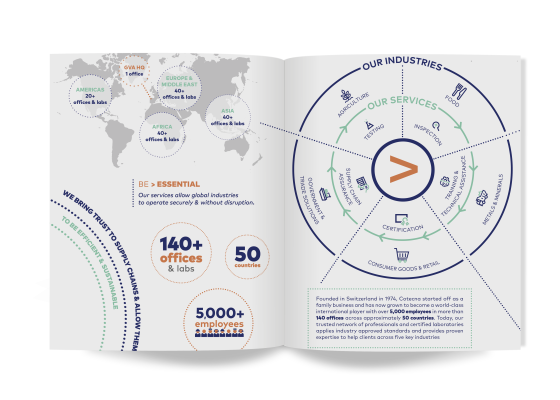 GVA HQ
1 office
AMERICAS
20+
offices & labs
EUROPE &
MIDDLE EAST
40+
offices & labs
ASIA
40+
offices & labs
AFRICA
40+
offices & labs
BE > ESSENTIAL
Our services allow global industries
to operate securely & without disruption.
WE BRING TRUST TO SUPPLY CHAINS & ALLOW THEM
TO BE EFFICIENT & SUSTAINABLE
140+
offices
& labs
50
countries
5,000+
employees
OUR INDUSTRIES
AGRICULTURE
FOOD
OUR SERVICES
TESTING
INSPECTION
GOVERNMENT &
TRADE SOLUTIONS
SUPPLY CHAIN
ASSURANCE
>
TRAINING &
TECHNICAL ASSISTANCE
METALS & MINERALS
CERTIFICATION
CONSUMER GOODS & RETAIL
Founded in Switzerland in 1974, Cotecna started off as a
family business and has now grown to become a world-class
international player with over 5,000 employees in more than
140 offices across approximately 50 countries. Today, our
trusted network of professionals and certified laboratories
applies industry approved standards and provides proven
expertise to help clients across five key industries